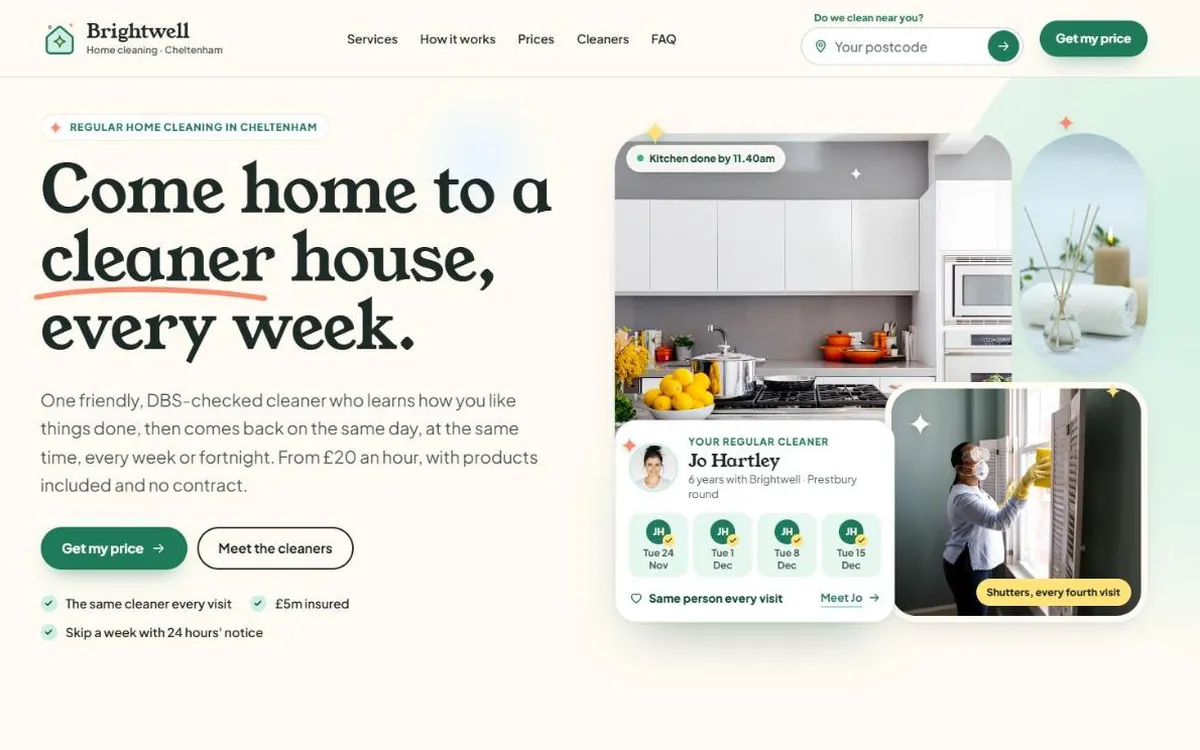 Brightwell
Home cleaning · Cheltenham
Services
How it works
Prices
Cleaners
FAQ
Do we clean near you?
Your postcode
Get my price
REGULAR HOME CLEANING IN CHELTENHAM
Come home to a
cleaner house,
every week.
One friendly, DBS-checked cleaner who learns how you like
things done, then comes back on the same day, at the same
time, every week or fortnight. From £20 an hour, with products
included and no contract.
Get my price
Meet the cleaners
The same cleaner every visit
£5m insured
Skip a week with 24 hours' notice
Kitchen done by 11.40am
YOUR REGULAR CLEANER
Jo Hartley
6 years with Brightwell · Prestbury
round
JH
Tue 24
Nov
JH
Tue 1
Dec
JH
Tue 8
Dec
JH
Tue 15
Dec
Same person every visit
Meet Jo
Shutters, every fourth visit